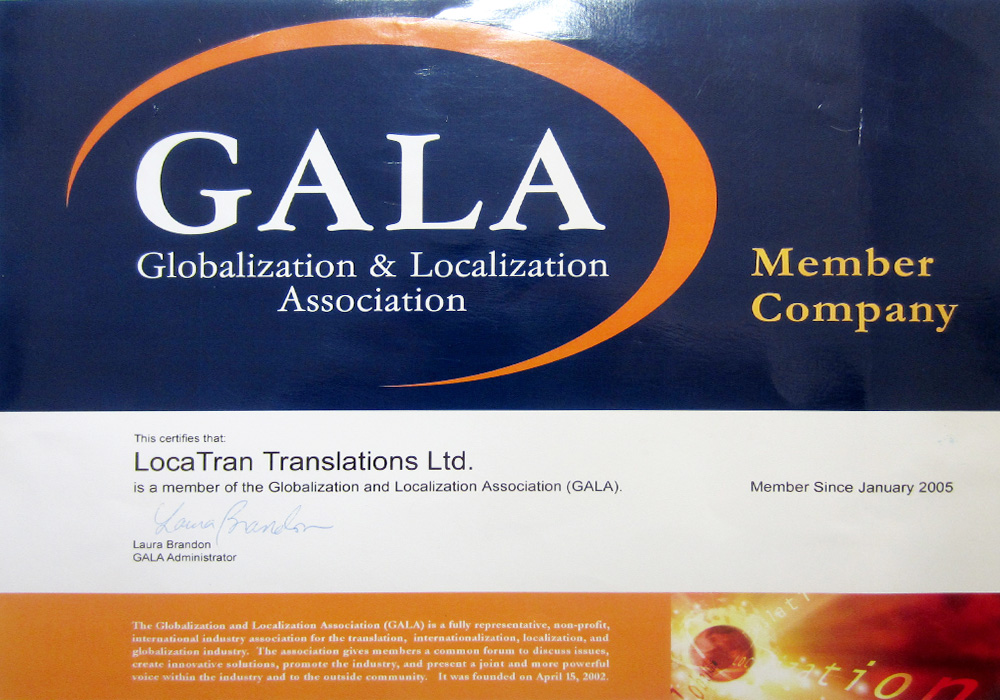 GALA
Globalization & Localization
Association
Member
Company
This certifies that:
LocaTran Translations Ltd.
is a member of the Globalization and Localization Association (GALA).
Member Since January 2005
Laura Brandon
Laura Brandon
GALA Administrator
The Globalization and Localization Association (GALA) is a fully representative, non-profit,
international industry association for the translation, internationalization, localization, and
globalization industry. The association gives members a common forum to discuss issues,
create innovative solutions, promote the industry, and present a joint and more powerful
voice within the industry and to the outside community. It was founded on April 15, 2002.